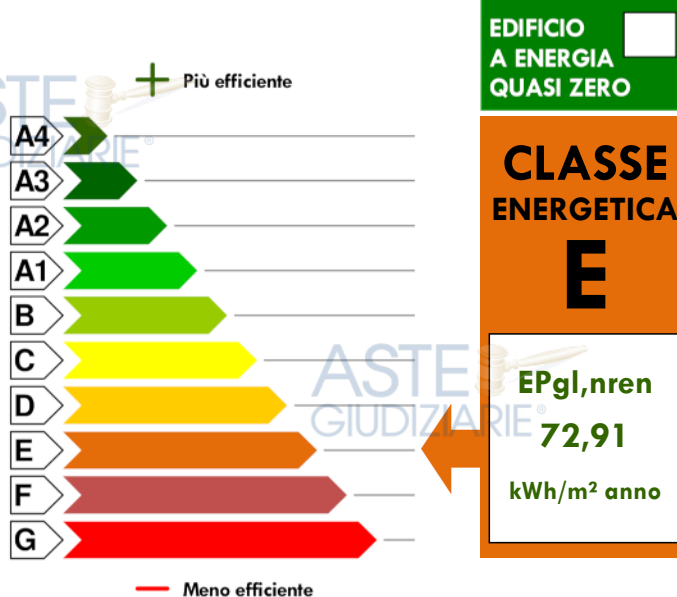 EDIFICIO
A ENERGIA
QUASI ZERO
Più efficiente
ASTE
GIUDIZIARIE®
A4
A3
A2
A1
B
C
D
E
F
G
CLASSE
ENERGETICA
E
ASTE
GIUDIZIARIE®
EPgl,nren
72,91
kWh/m² anno
Meno efficiente